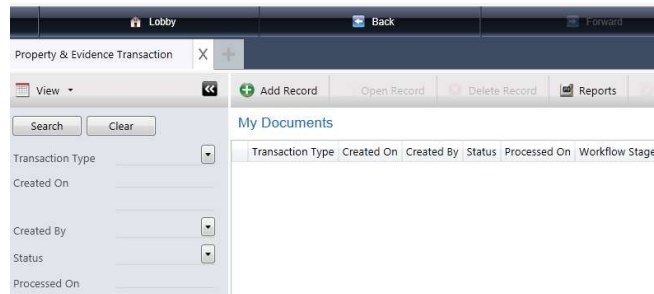 Lobby Back Forward
Property & Evidence Transaction X
View
Add Record Open Record Delete Record Reports
Search Clear
My Documents
Transaction Type Created On Created By Status Processed On Workflow Stage
Transaction Type
Created On
Created By
Status
Processed On